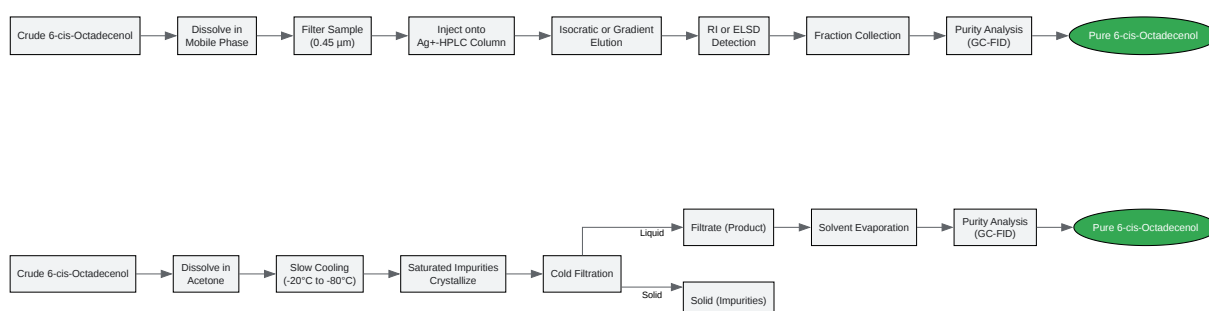 Crude 6-cis-Octadecenol
Dissolve in
Mobile Phase
Filter Sample
(0.45 µm)
Inject onto
Ag+-HPLC Column
Isocratic or Gradient
Elution
RI or ELSD
Detection
Fraction Collection
Purity Analysis
(GC-FID)
Pure 6-cis-Octadecenol
Crude 6-cis-Octadecenol
Dissolve in
Acetone
Slow Cooling
(-20°C to -80°C)
Saturated Impurities
Crystallize
Cold Filtration
Liquid
Filtrate (Product)
Solvent Evaporation
Purity Analysis
(GC-FID)
Pure 6-cis-Octadecenol
Solid
Solid (Impurities)